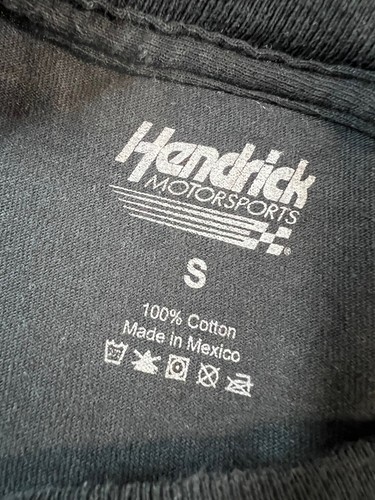 Hendrick
MOTORSPORTS
®
S
100% Cotton
Made in Mexico